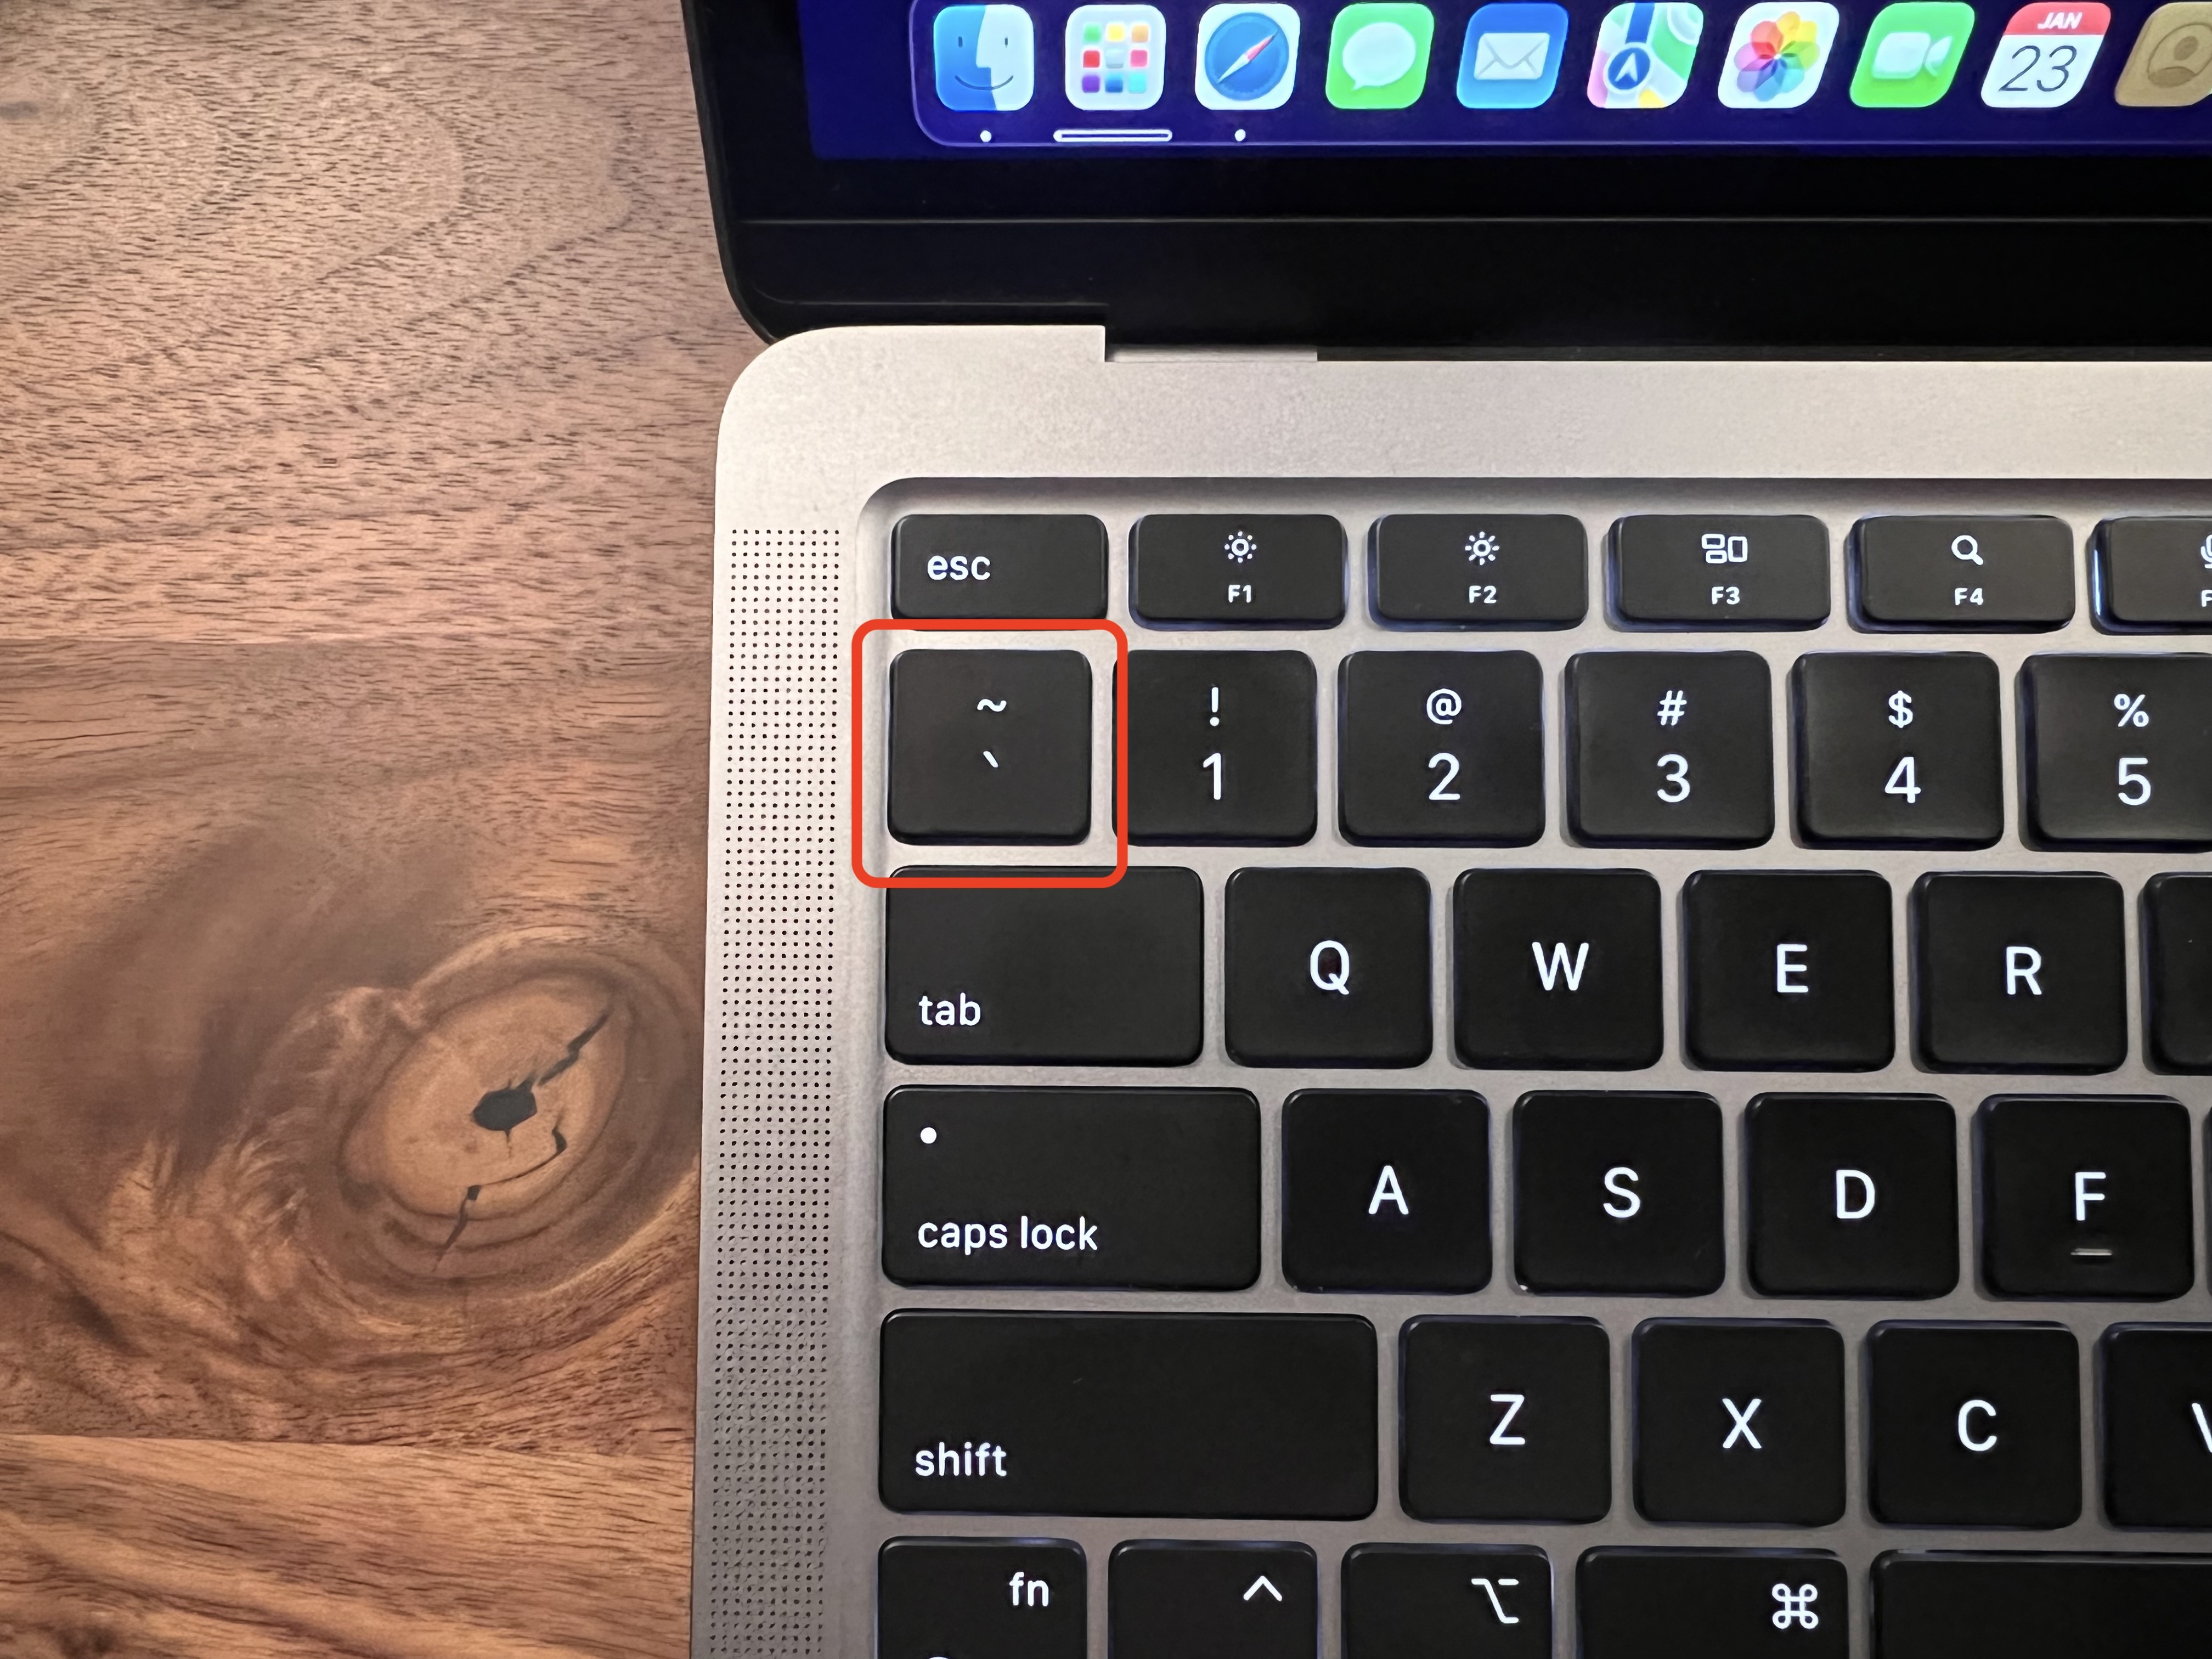 JAN
23
esc
F1 F2 F3 F4
~ ! @ # $ %
` 1 2 3 4 5
tab Q W E R
caps lock A S D F
shift Z X C
fn ^ ⌥ ⌘